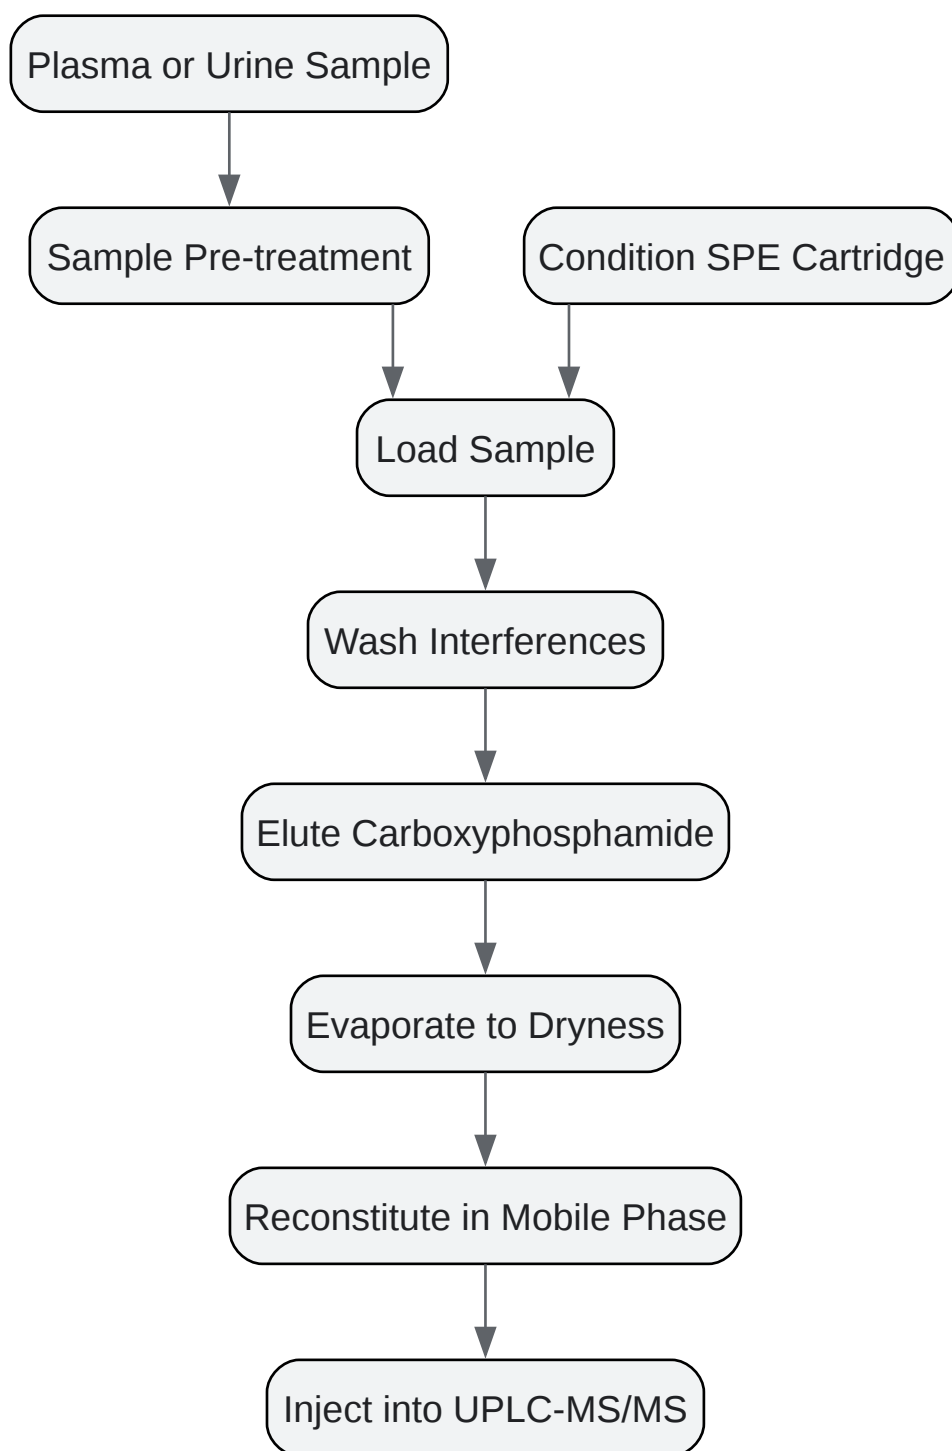 Plasma or Urine Sample
Sample Pre-treatment
Condition SPE Cartridge
Load Sample
Wash Interferences
Elute Carboxyphosphamide
Evaporate to Dryness
Reconstitute in Mobile Phase
Inject into UPLC-MS/MS